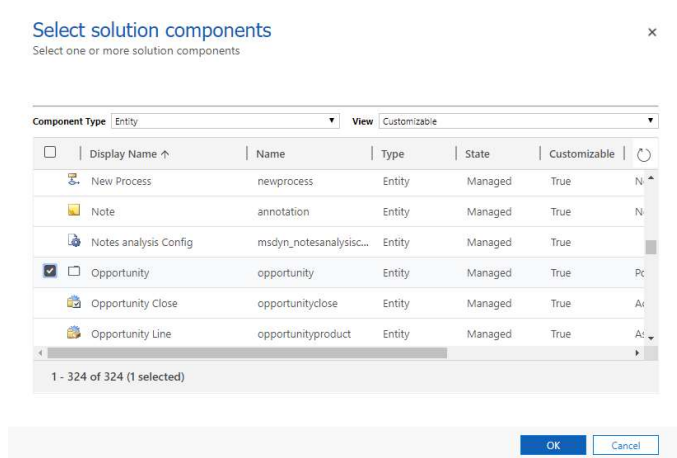 Select solution components
Select one or more solution components
×
Component Type Entity View Customizable
Display Name ↑ Name Type State Customizable
New Process newprocess Entity Managed True
Note annotation Entity Managed True
Notes analysis Config msdyn_notesanalysisc... Entity Managed True
Opportunity opportunity Entity Managed True
Opportunity Close opportunityclose Entity Managed True
Opportunity Line opportunityproduct Entity Managed True
1 - 324 of 324 (1 selected)
OK Cancel